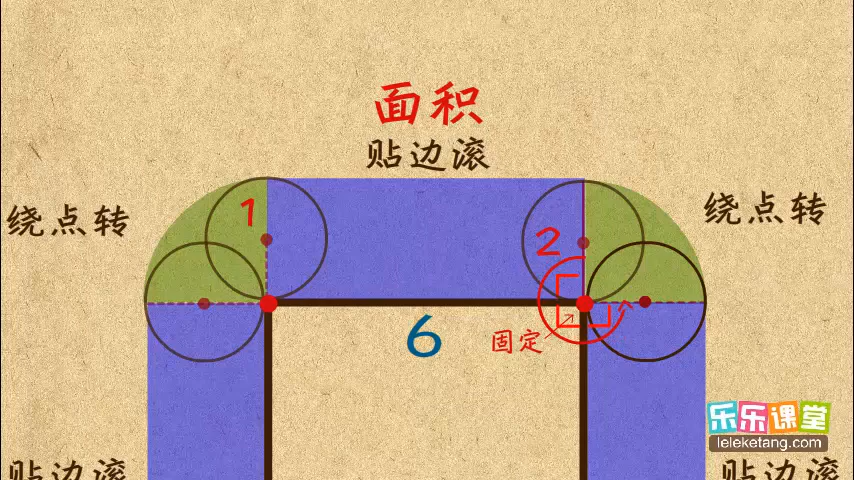 面积
贴边滚
绕点转
绕点转
1
2
6
固定
乐乐课堂
leleketang.com
贴边滚
贴边滚